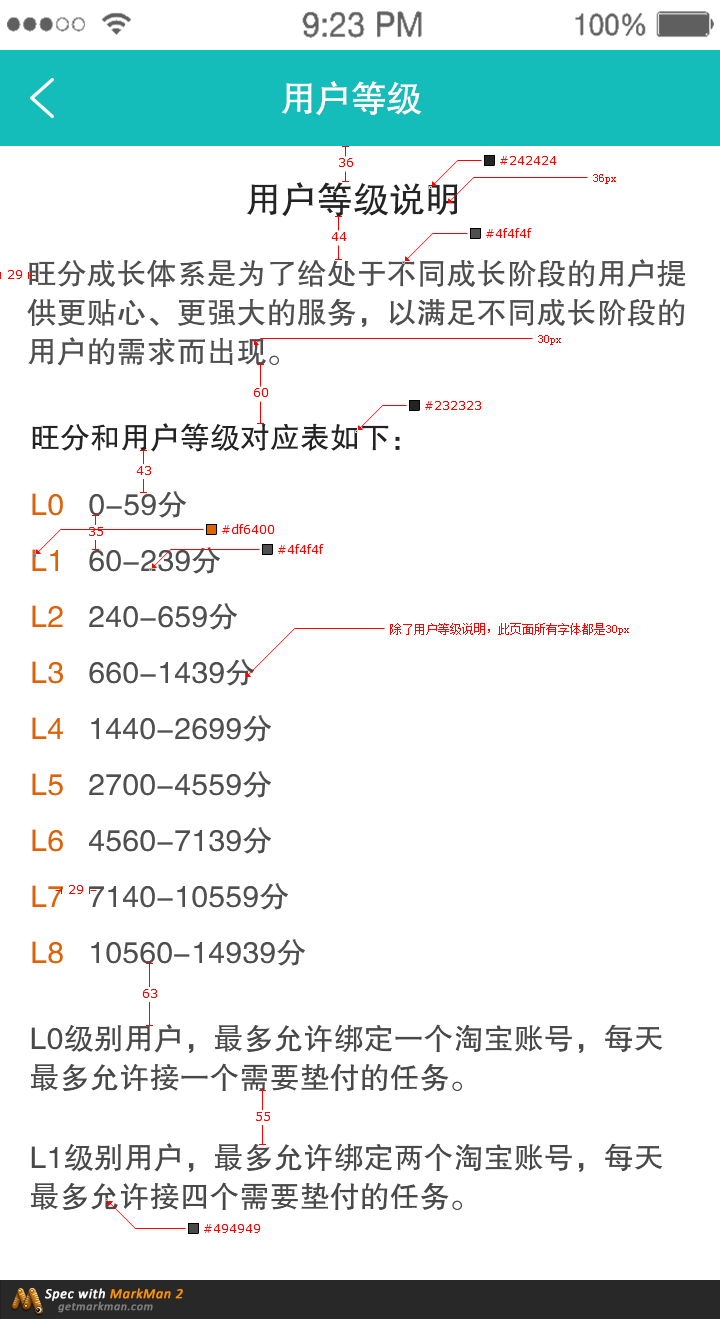 9:23 PM 100%
用户等级
36
#242424
36px
用户等级说明
44
#4f4f4f
29
旺分成长体系是为了给处于不同成长阶段的用户提
供更贴心、更强大的服务，以满足不同成长阶段的
用户的需求而出现。
30px
60
#232323
旺分和用户等级对应表如下：
43
L0 0-59分
35
#df6400
#4f4f4f
L1 60-239分
L2 240-659分
除了用户等级说明，此页面所有字体都是30px
L3 660-1439分
L4 1440-2699分
L5 2700-4559分
L6 4560-7139分
L7 29 7140-10559分
L8 10560-14939分
63
L0级别用户，最多允许绑定一个淘宝账号，每天
最多允许接一个需要垫付的任务。
55
L1级别用户，最多允许绑定两个淘宝账号，每天
最多允许接四个需要垫付的任务。
#494949
Spec with MarkMan 2
getmarkman.com